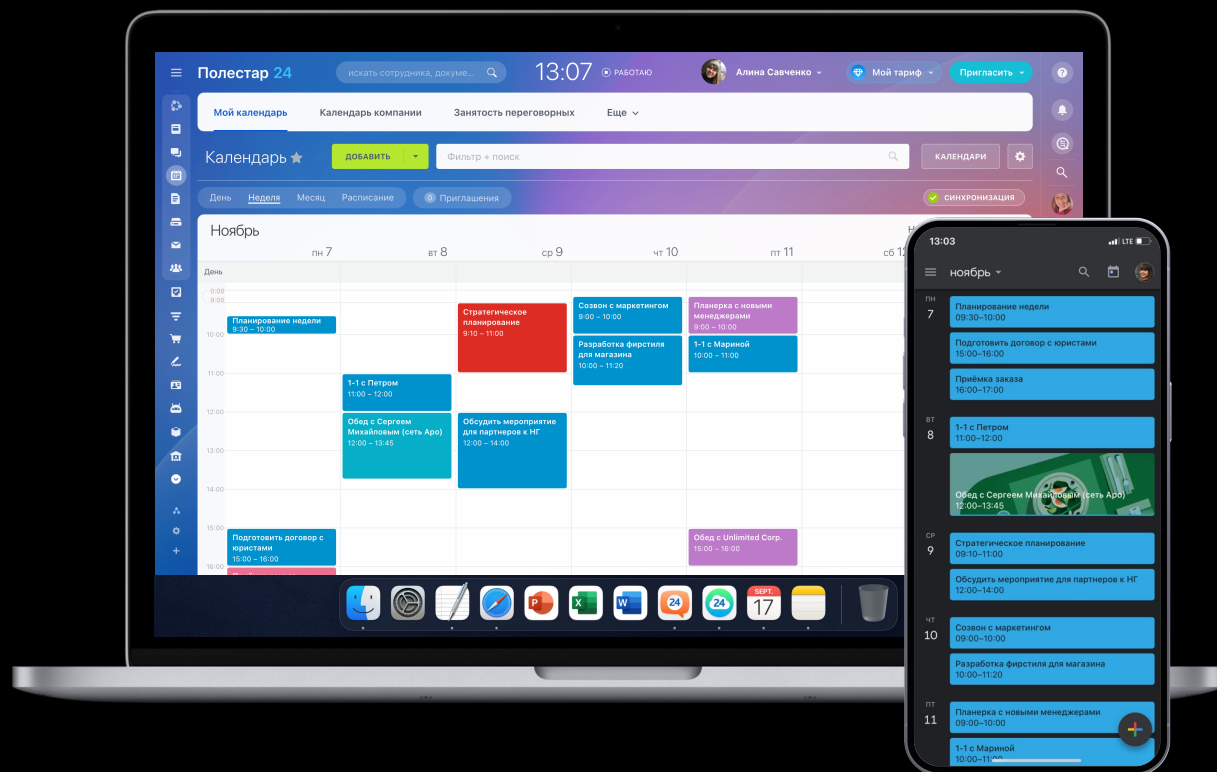 Полестар 24
искать сотрудника, докуме...
13:07
РАБОТАЮ
Алина Савченко
Мой тариф
Пригласить
?
Мой календарь
Календарь компании
Занятость переговорных
Еще
Календарь
ДОБАВИТЬ
Фильтр + поиск
КАЛЕНДАРИ
День
Неделя
Месяц
Расписание
0 Приглашения
СИНХРОНИЗАЦИЯ
Ноябрь
пн 7
вт 8
ср 9
чт 10
пт 11
сб 12
День
0:00
9:00
10:00
11:00
12:00
13:00
14:00
15:00
16:00
Планирование недели
9:30 – 10:00
Подготовить договор с
юристами
15:00 – 16:00
1-1 с Петром
11:00 – 12:00
Обед с Сергеем
Михайловым (сеть Аро)
12:00 – 13:45
Стратегическое
планирование
9:10 – 11:00
Обсудить мероприятие
для партнеров к НГ
12:00 – 14:00
Созвон с маркетингом
9:00 – 10:00
Разработка фирстиля
для магазина
10:00 – 11:20
Планерка с новыми
менеджерами
9:00 – 10:00
1-1 с Мариной
10:00 – 11:00
Обед с Unlimited Corp.
15:00 – 16:00
P
X
W
24
24
SEPT.
17
13:03
LTE
ноябрь
ПН
7
Планирование недели
09:30–10:00
Подготовить договор с юристами
15:00–16:00
Приёмка заказа
16:00–17:00
ВТ
8
1-1 с Петром
11:00–12:00
Обед с Сергеем Михайловым (сеть Аро)
12:00–13:45
СР
9
Стратегическое планирование
09:10–11:00
Обсудить мероприятие для партнеров к НГ
12:00–14:00
ЧТ
10
Созвон с маркетингом
09:00–10:00
Разработка фирстиля для магазина
10:00–11:20
ПТ
11
Планерка с новыми менеджерами
09:00–10:00
1-1 с Мариной